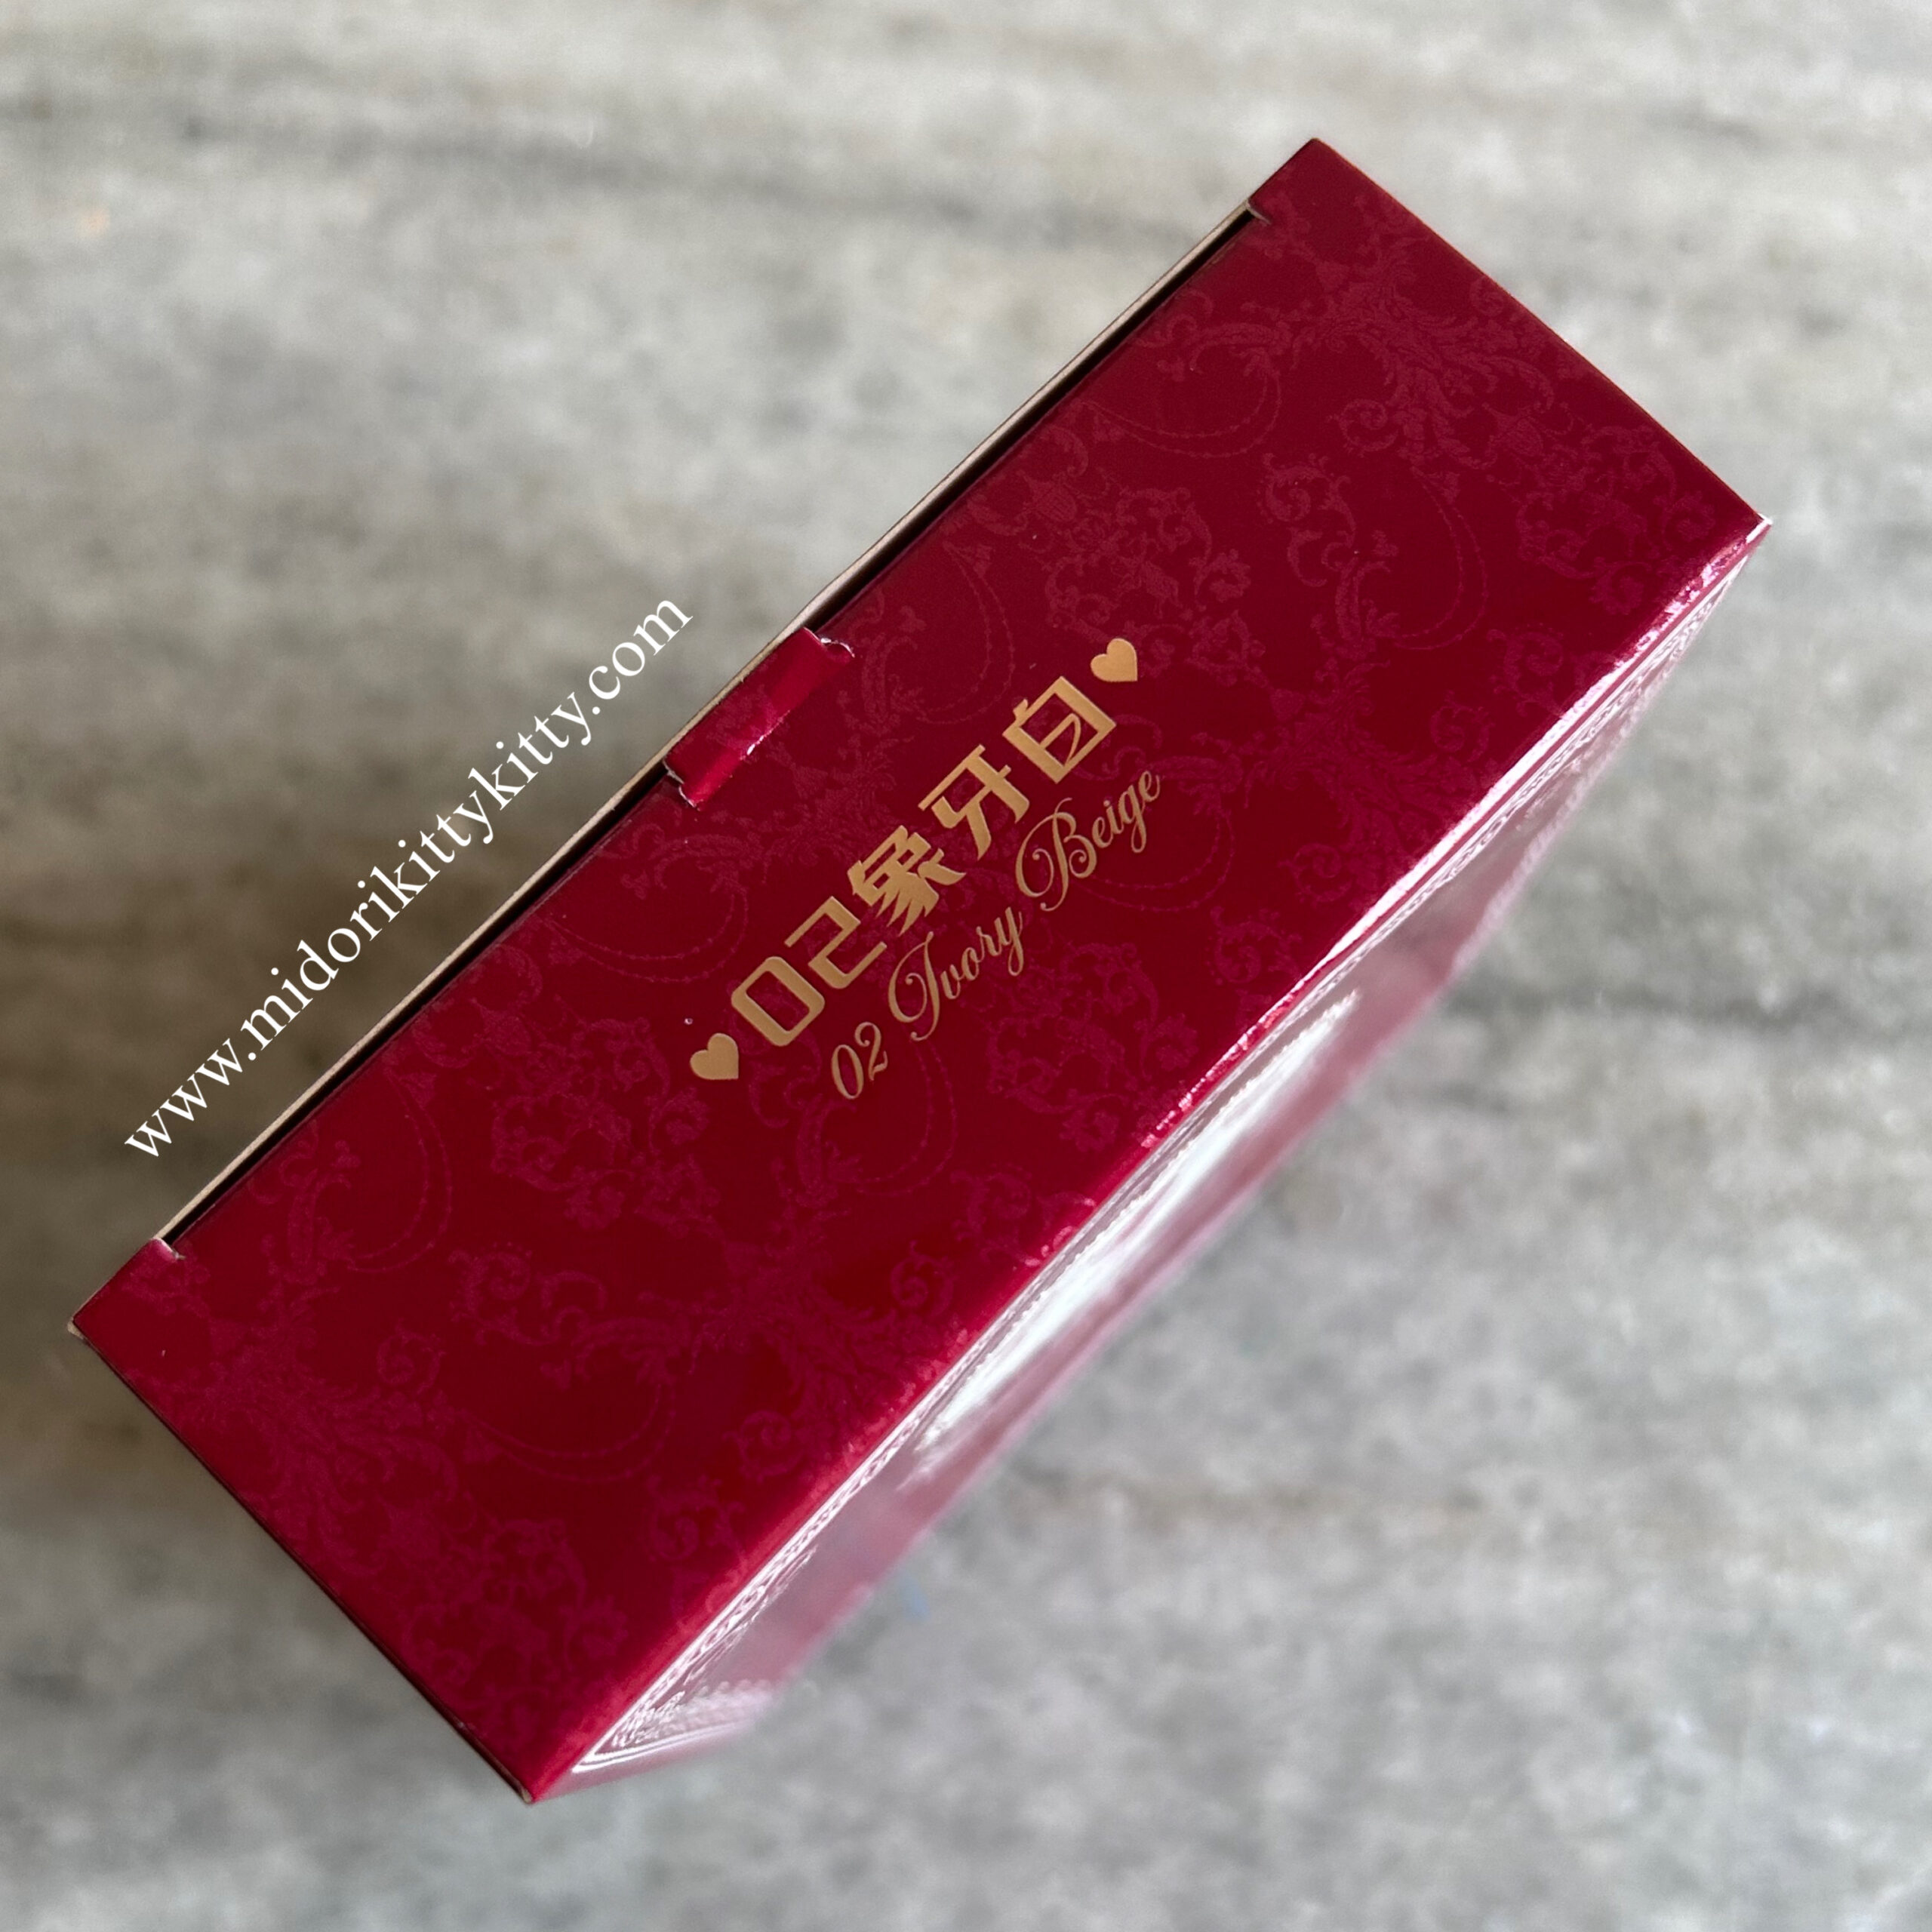 www.midorikittykitty.com
♥02象牙白♥
02 Ivory Beige